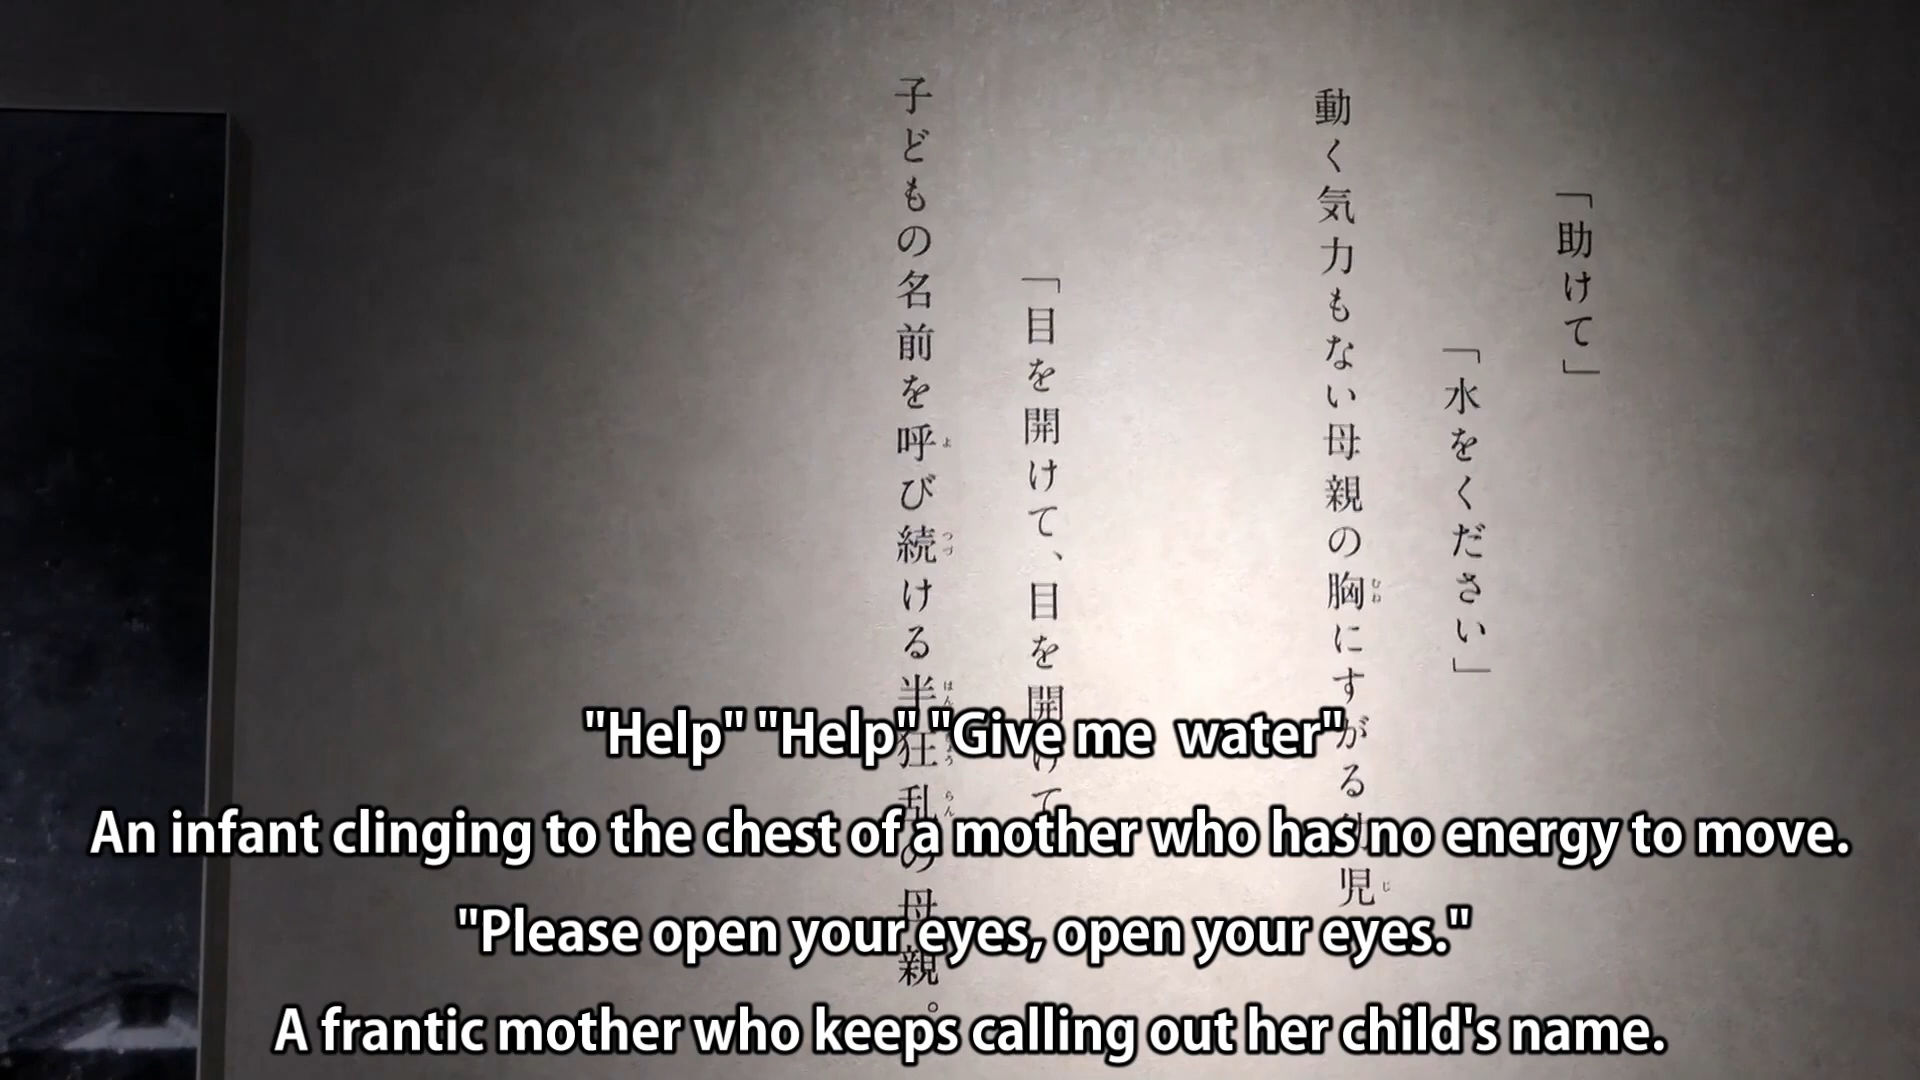 「助けて」
「水をください」
動く気力もない母親の胸にすがる幼児
「目を開けて、目を開けて
子どもの名前を呼び続ける半狂乱の母親。
"Help" "Help" "Give me water"
An infant clinging to the chest of a mother who has no energy to move.
"Please open your eyes, open your eyes."
A frantic mother who keeps calling out her child's name.